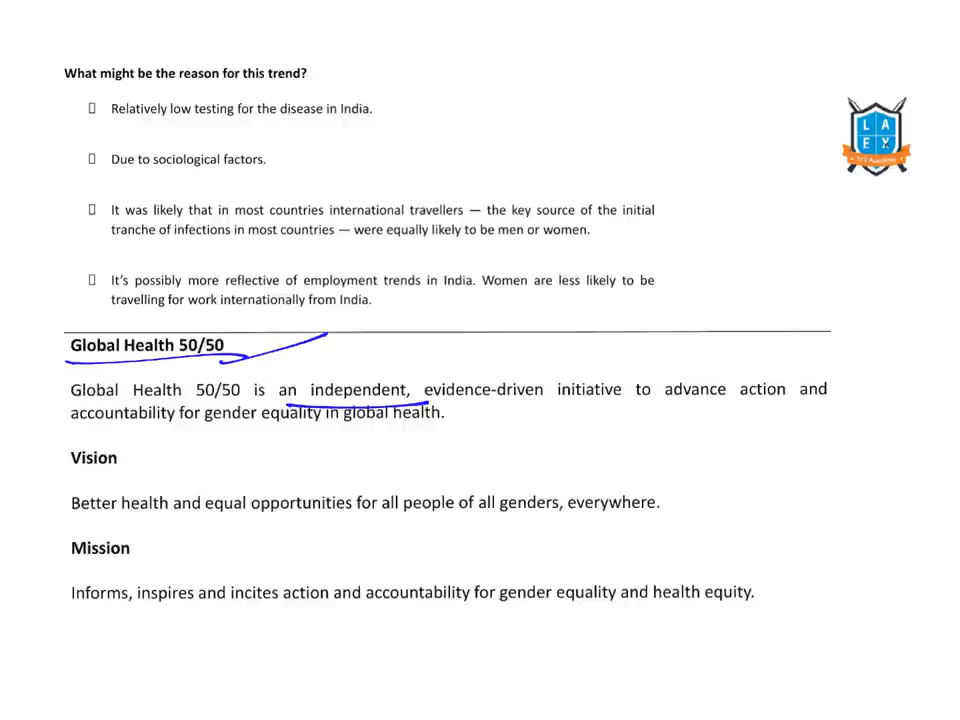 What might be the reason for this trend?
Relatively low testing for the disease in India.
L A
E X
IAS Academy
Due to sociological factors.
It was likely that in most countries international travellers — the key source of the initial
tranche of infections in most countries — were equally likely to be men or women.
It’s possibly more reflective of employment trends in India. Women are less likely to be
travelling for work internationally from India.
Global Health 50/50
Global Health 50/50 is an independent, evidence-driven initiative to advance action and
accountability for gender equality in global health.
Vision
Better health and equal opportunities for all people of all genders, everywhere.
Mission
Informs, inspires and incites action and accountability for gender equality and health equity.